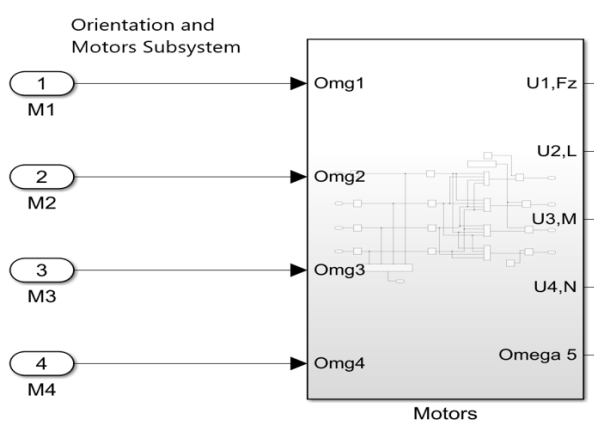 Orientation and
Motors Subsystem
1
M1
2
M2
3
M3
4
M4
Omg1
Omg2
Omg3
Omg4
U1,Fz
U2,L
U3,M
U4,N
Omega 5
Motors